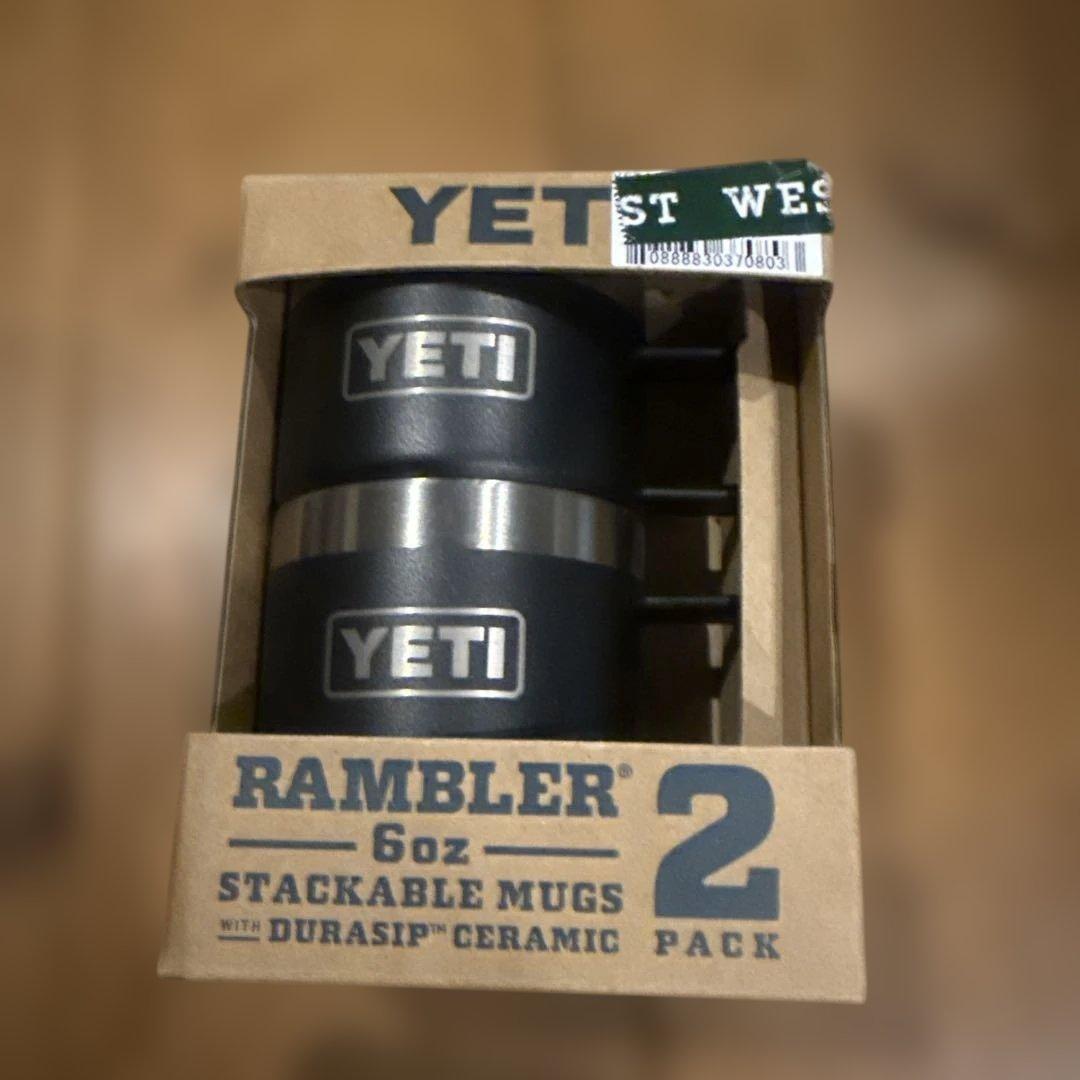 YET
ST WES
0888830370803
YETI
YETI
RAMBLER®
6oz
STACKABLE MUGS
WITH DURASIP™ CERAMIC
2
PACK